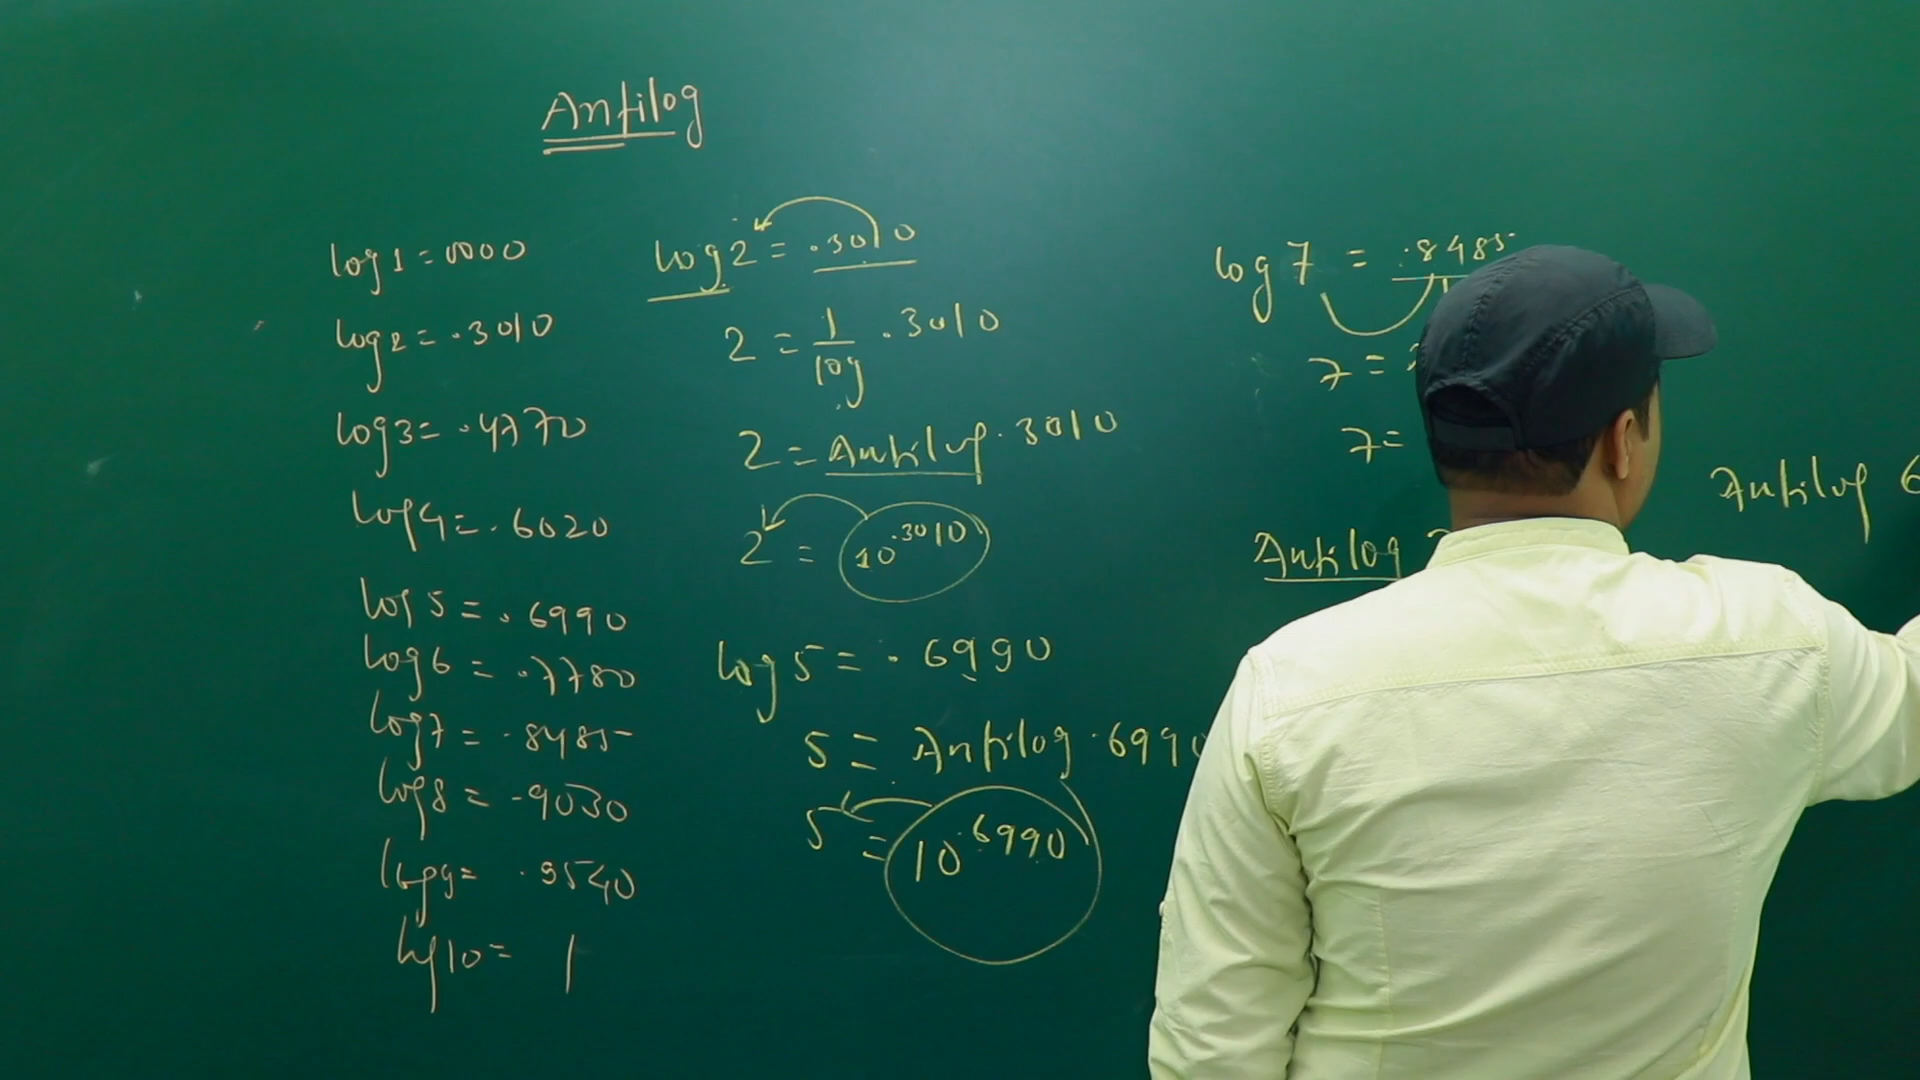 Antilog
log 1 = 0000
log 2 = .3010
log 3 = .4770
log 4 = .6020
log 5 = .6990
log 6 = .7780
log 7 = .8485
log 8 = .9030
log 9 = .9540
log 10 = 1
log 2 = .3010
2 = 1/log .3010
2 = Antilog .3010
2 = 10^.3010
log 5 = .6990
5 = Antilog .6990
5 = 10^.6990
log 7 = .8485
7 =
7 =
Antilog
Antilog 6